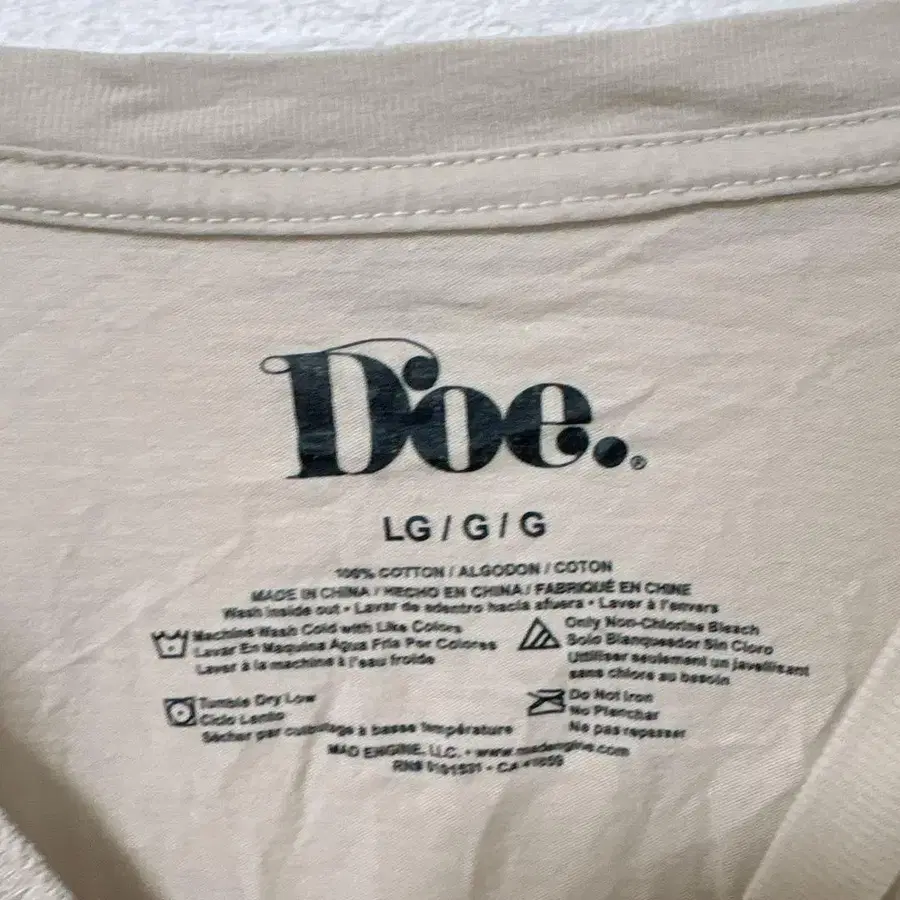 Doe.®
LG / G / G
100% COTTON / ALGODON / COTON
MADE IN CHINA / HECHO EN CHINA / FABRIQUÉ EN CHINE
Wash inside out • Lavar de adentro hacia afuera • Laver à l'envers
Machine Wash Cold with Like Colors
Lavar En Maquina Agua Fria Por Colores
Laver à la machine à l'eau froide
Only Non-Chlorine Bleach
Solo Blanqueador Sin Cloro
Utiliser seulement un javellisant
sans chlore au besoin
Tumble Dry Low
Ciclo Lento
Sécher par culbutage à basse température
Do Not Iron
No Planchar
Ne pas repasser
MAD ENGINE, LLC. • www.madengine.com
RN# • CA